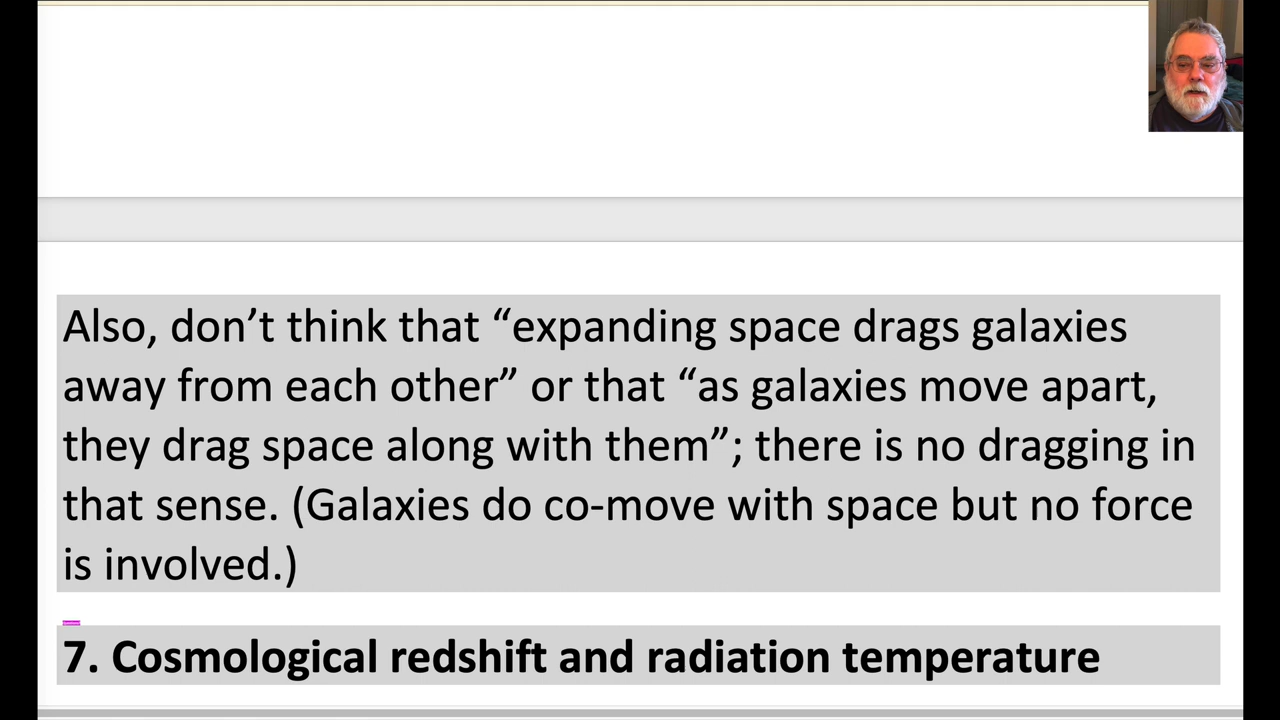 Also, don’t think that “expanding space drags galaxies
away from each other” or that “as galaxies move apart,
they drag space along with them”; there is no dragging in
that sense. (Galaxies do co-move with space but no force
is involved.)
7. Cosmological redshift and radiation temperature